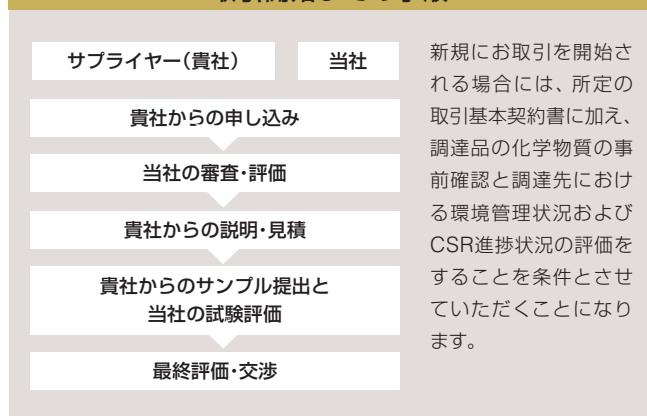 サプライヤー（貴社）
当社
貴社からの申し込み
当社の審査・評価
貴社からの説明・見積
貴社からのサンプル提出と
当社の試験評価
最終評価・交渉
新規にお取引を開始さ
れる場合には、所定の
取引基本契約書に加え、
調達品の化学物質の事
前確認と調達先におけ
る環境管理状況および
CSR進捗状況の評価を
することを条件とさせ
ていただくことになり
ます。